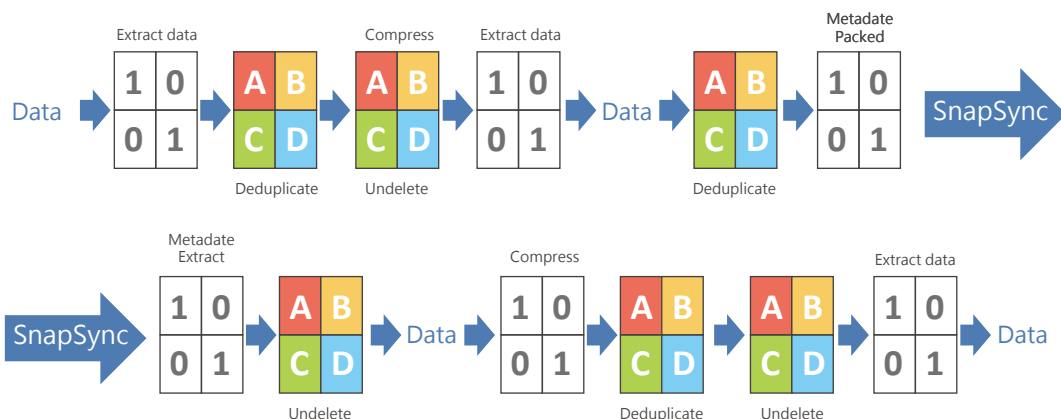 Metadate
Packed
Extract data
Compress
Extract data
1 0
A B
A B
1 0
A B
1 0
Data
Data
SnapSync
0 1
C D
C D
0 1
C D
0 1
Deduplicate
Undelete
Deduplicate
Metadate
Extract
Compress
Extract data
1 0
A B
1 0
A B
A B
1 0
SnapSync
Data
Data
0 1
C D
0 1
C D
C D
0 1
Undelete
Deduplicate
Undelete